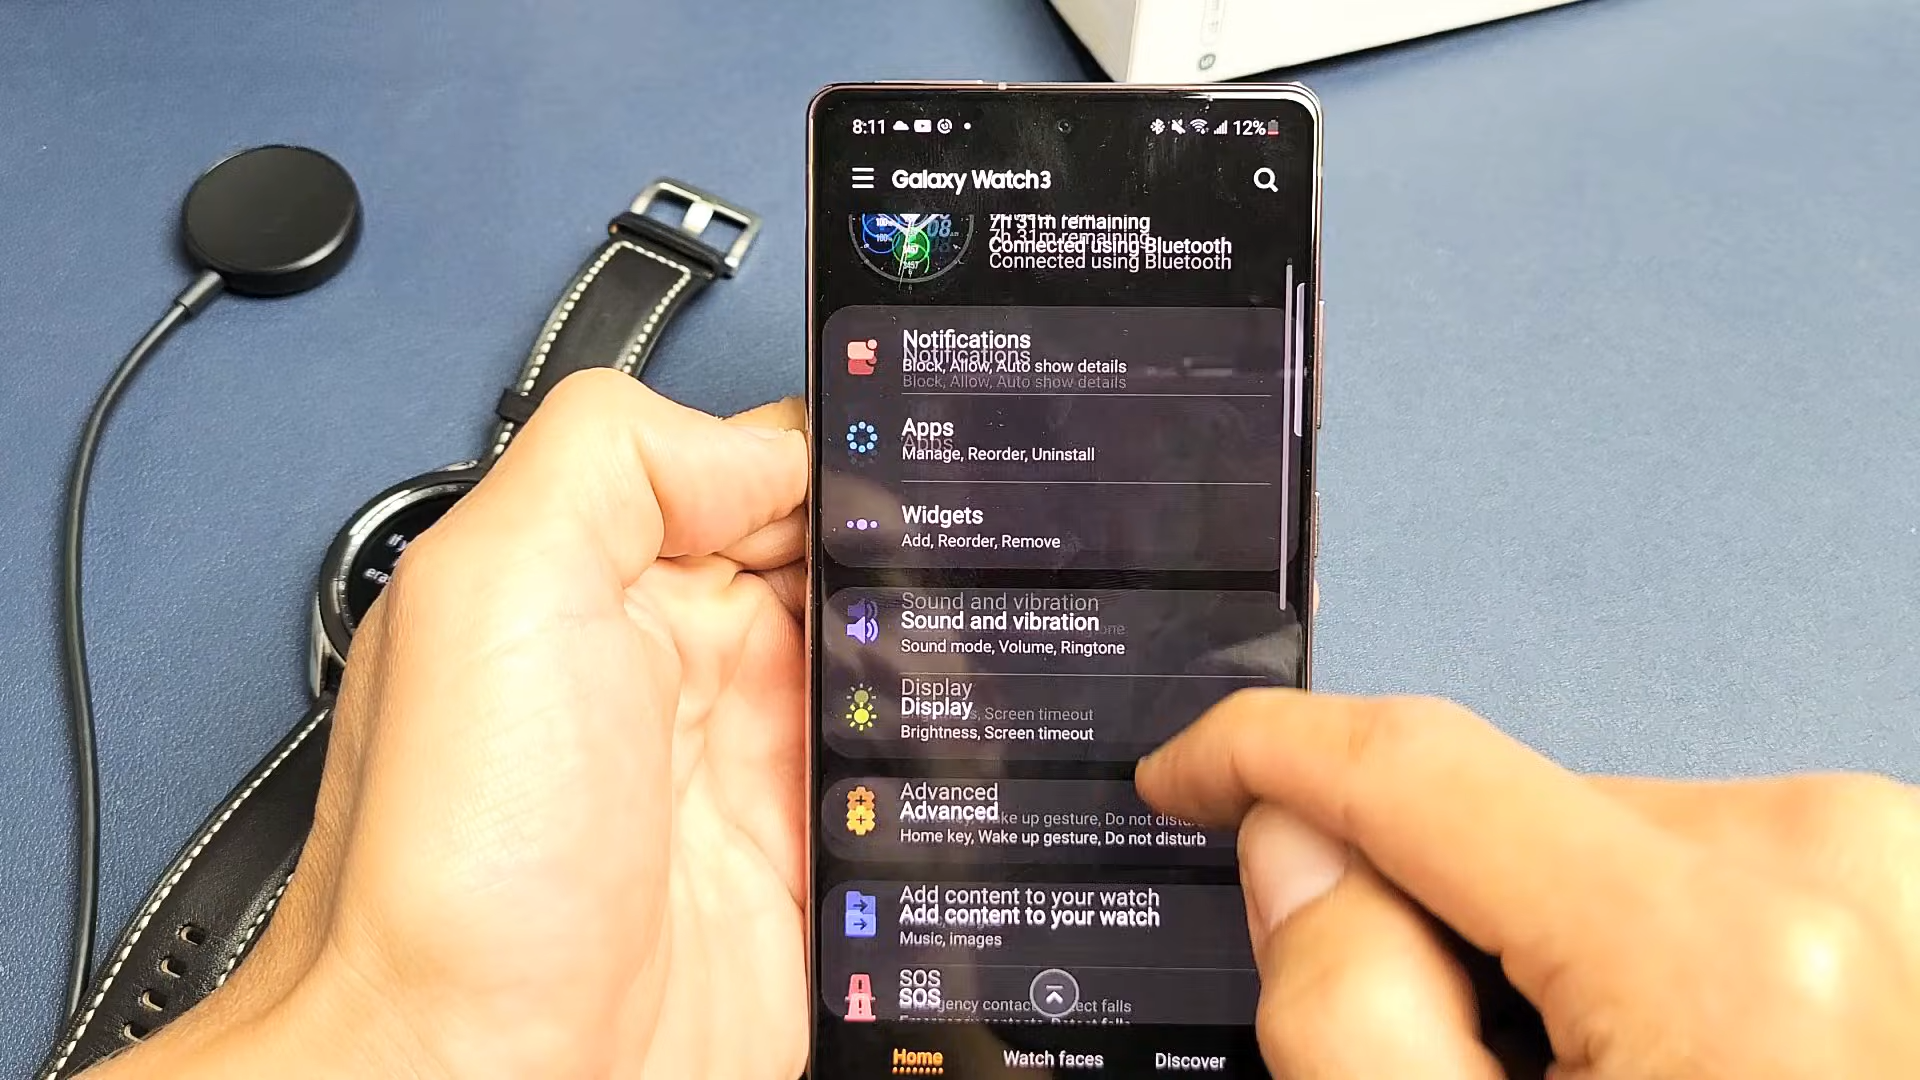 8:11
12%
Galaxy Watch3
7h 31m remaining
Connected using Bluetooth
Notifications
Block, Allow, Auto show details
Apps
Manage, Reorder, Uninstall
Widgets
Add, Reorder, Remove
Sound and vibration
Sound mode, Volume, Ringtone
Display
Brightness, Screen timeout
Advanced
Home key, Wake up gesture, Do not disturb
Add content to your watch
Music, images
SOS
Home
Watch faces
Discover